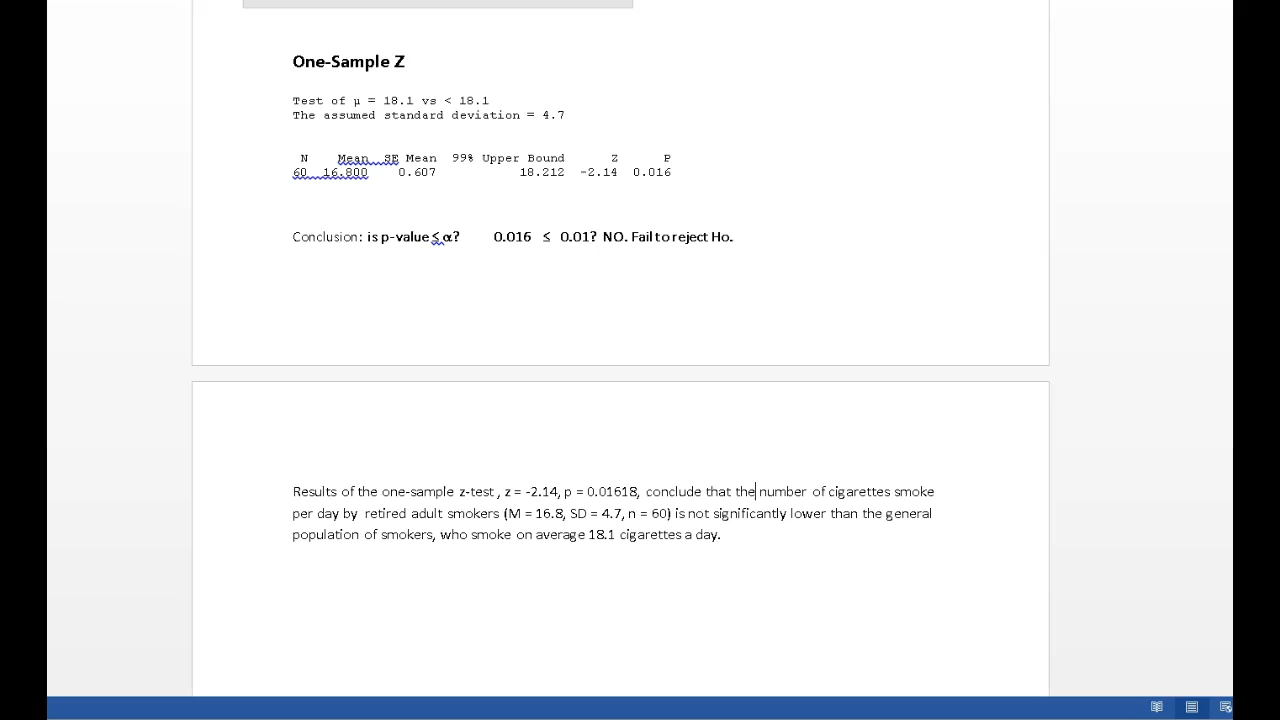 One-Sample Z
Test of μ = 18.1 vs < 18.1
The assumed standard deviation = 4.7
N Mean SE Mean 99% Upper Bound Z P
60 16.800 0.607 18.212 -2.14 0.016
Conclusion: is p-value ≤ α? 0.016 ≤ 0.01? NO. Fail to reject Ho.
Results of the one-sample z-test , z = -2.14, p = 0.01618, conclude that the number of cigarettes smoke
per day by retired adult smokers (M = 16.8, SD = 4.7, n = 60) is not significantly lower than the general
population of smokers, who smoke on average 18.1 cigarettes a day.